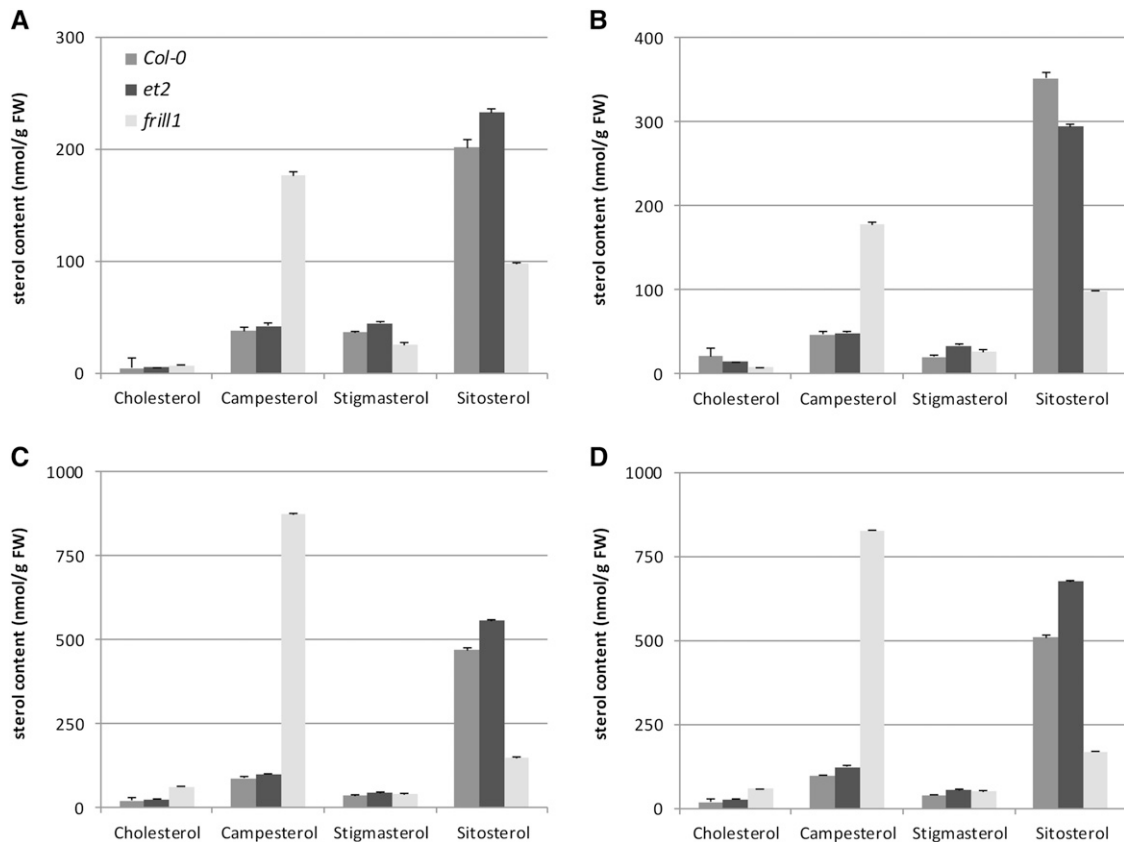 A
300
200
100
0
sterol content (nmol/g FW)
Col-0
et2
frill1
Cholesterol Campesterol Stigmasterol Sitosterol
B
400
300
200
100
0
sterol content (nmol/g FW)
Cholesterol Campesterol Stigmasterol Sitosterol
C
1000
750
500
250
0
sterol content (nmol/g FW)
Cholesterol Campesterol Stigmasterol Sitosterol
D
1000
750
500
250
0
sterol content (nmol/g FW)
Cholesterol Campesterol Stigmasterol Sitosterol